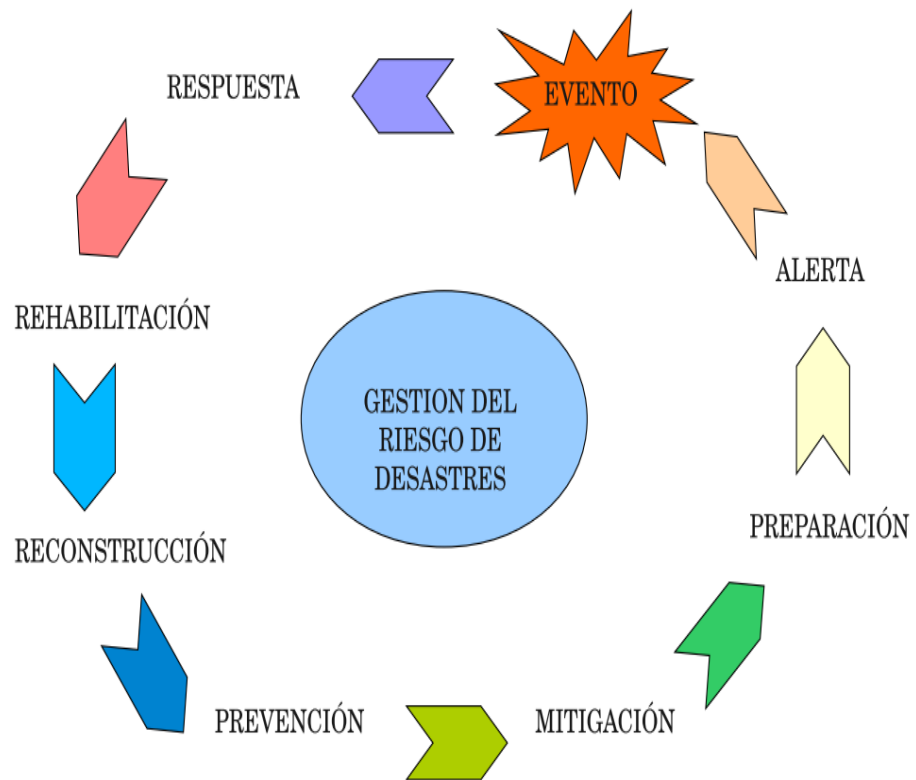 RESPUESTA
EVENTO
ALERTA
REHABILITACIÓN
GESTION DEL
RIESGO DE
DESASTRES
PREPARACIÓN
RECONSTRUCCIÓN
PREVENCIÓN
MITIGACIÓN